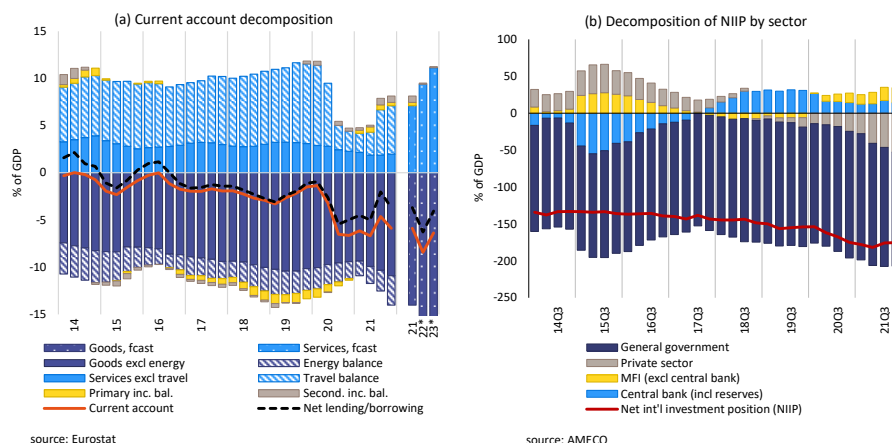 (a) Current account decomposition
15
10
5
0
-5
-10
-15
% of GDP
14
15
16
17
18
19
20
21
21
22*
23*
Goods, fcast
Services, fcast
Goods excl energy
Energy balance
Services excl travel
Travel balance
Primary inc. bal.
Second. inc. bal.
Current account
Net lending/borrowing
source: Eurostat
(b) Decomposition of NIIP by sector
100
50
0
-50
-100
-150
-200
-250
% of GDP
14Q3
15Q3
16Q3
17Q3
18Q3
19Q3
20Q3
21Q3
General government
Private sector
MFI (excl central bank)
Central bank (incl reserves)
Net int'l investment position (NIIP)
source: AMECO